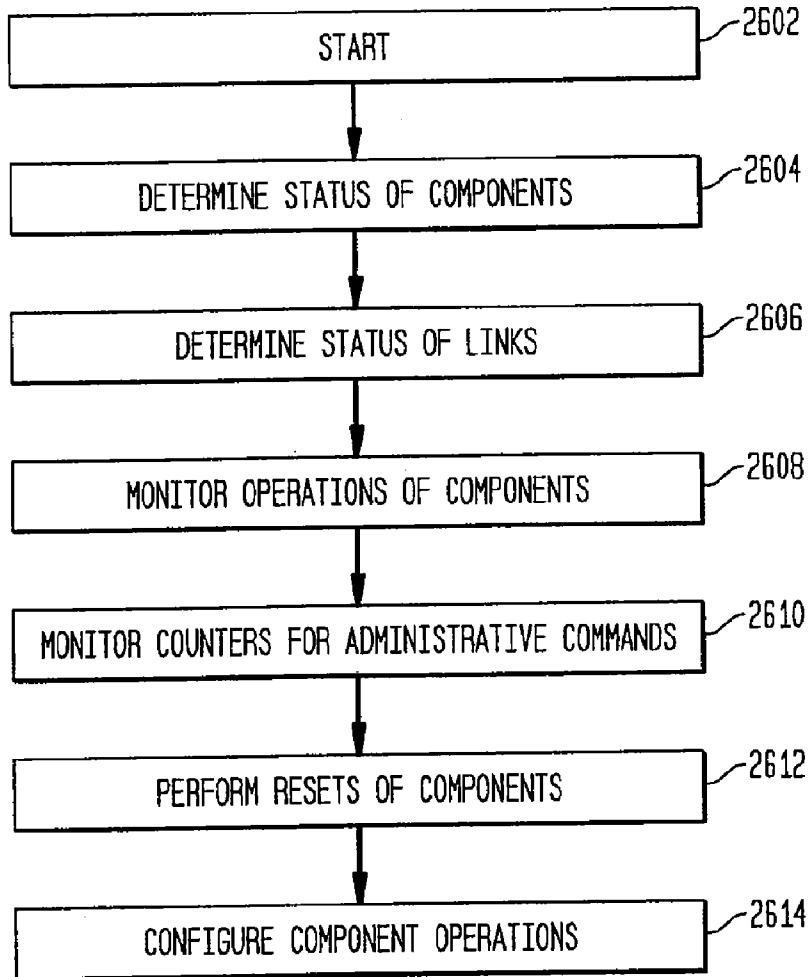 START
2602
DETERMINE STATUS OF COMPONENTS
2604
DETERMINE STATUS OF LINKS
2606
MONITOR OPERATIONS OF COMPONENTS
2608
MONITOR COUNTERS FOR ADMINISTRATIVE COMMANDS
2610
PERFORM RESETS OF COMPONENTS
2612
CONFIGURE COMPONENT OPERATIONS
2614